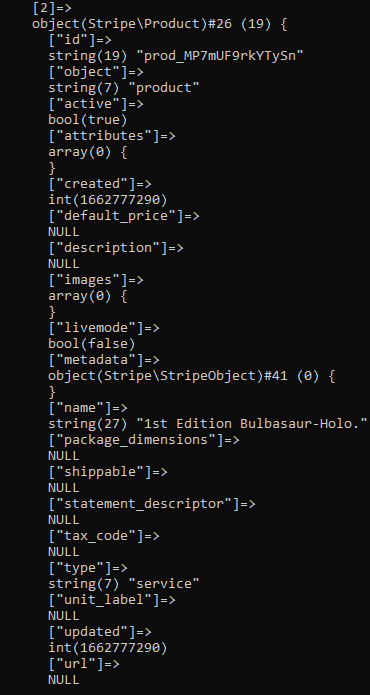 [2]=>
object(Stripe\Product)#26 (19) {
["id"]=>
string(19) "prod_MP7mUF9rkYTySn"
["object"]=>
string(7) "product"
["active"]=>
bool(true)
["attributes"]=>
array(0) {
}
["created"]=>
int(1662777290)
["default_price"]=>
NULL
["description"]=>
NULL
["images"]=>
array(0) {
}
["livemode"]=>
bool(false)
["metadata"]=>
object(Stripe\StripeObject)#41 (0) {
}
["name"]=>
string(27) "1st Edition Bulbasaur-Holo."
["package_dimensions"]=>
NULL
["shippable"]=>
NULL
["statement_descriptor"]=>
NULL
["tax_code"]=>
NULL
["type"]=>
string(7) "service"
["unit_label"]=>
NULL
["updated"]=>
int(1662777290)
["url"]=>
NULL